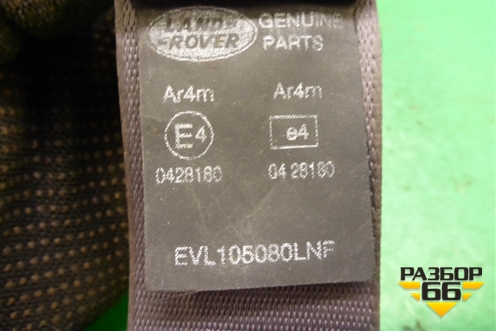 LAND-
ROVER
GENUINE
PARTS
Ar4m Ar4m
E4 e4
0428180 04 28180
EVL105080LNF
РАЗБОР
66